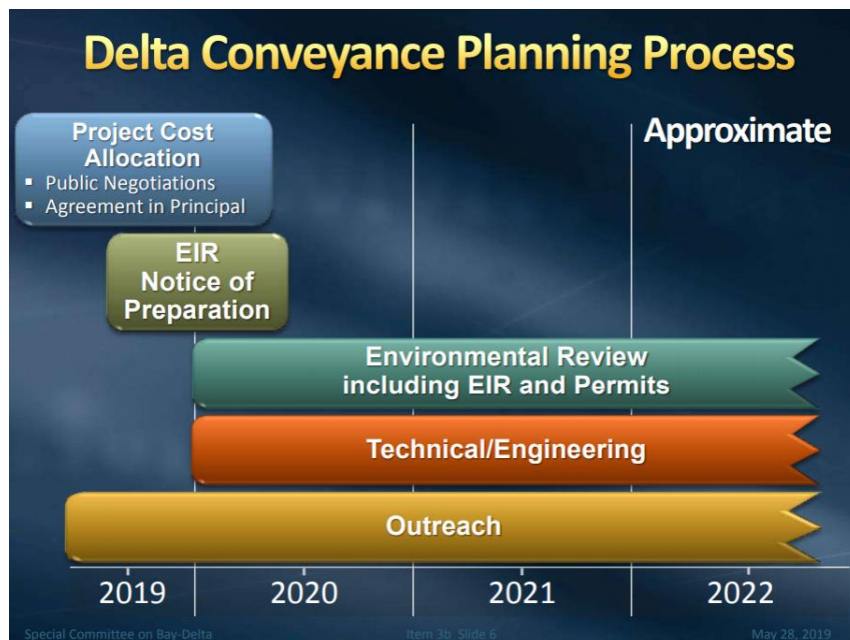 Delta Conveyance Planning Process
Project Cost
Allocation
▪ Public Negotiations
▪ Agreement in Principal
Approximate
EIR
Notice of
Preparation
Environmental Review
including EIR and Permits
Technical/Engineering
Outreach
2019
2020
2021
2022
Special Committee on Bay-Delta
Item 3b Slide 6
May 28, 2019